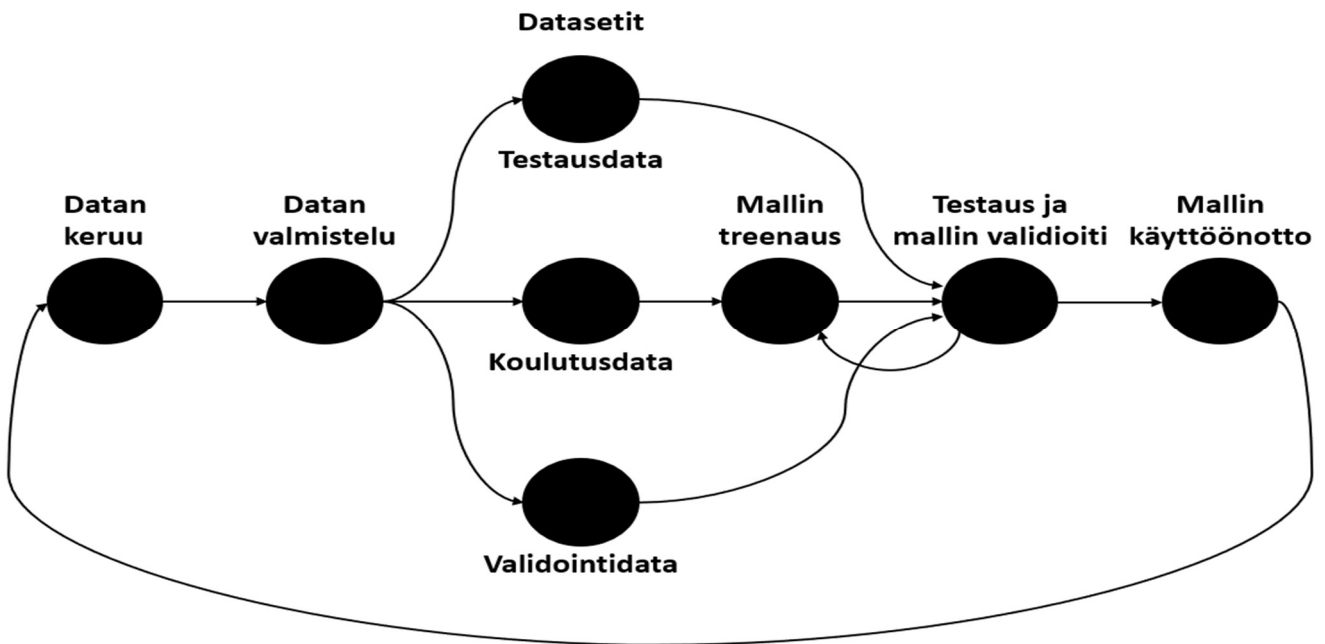 Datasetit
Testausdata
Datan
keruu
Datan
valmistelu
Mallin
treenaus
Testaus ja
mallin validioiti
Mallin
käyttöönotto
Koulutusdata
Validointidata